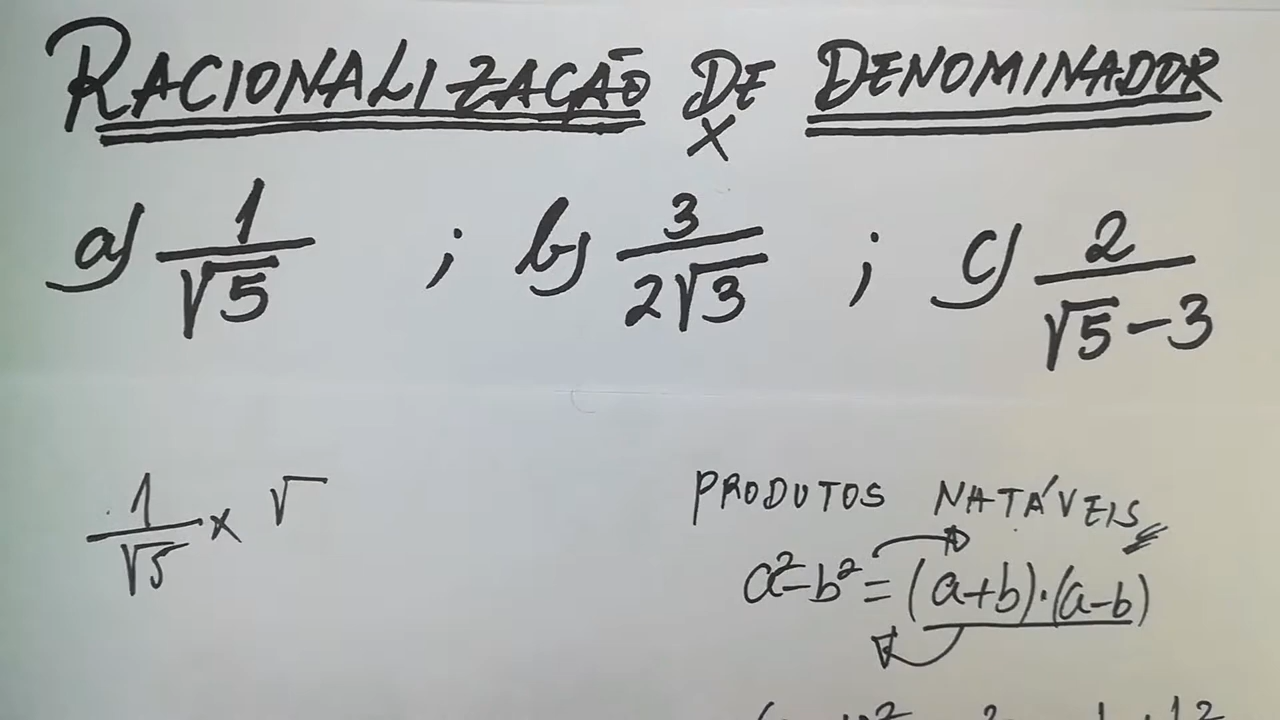 RACIONALIZAÇÃO DE DENOMINADOR
X
a) 1/√5 ; b) 3/2√3 ; c) 2/√5-3
1/√5 × √
PRODUTOS NATÁVEIS
a²-b² = (a+b)·(a-b)